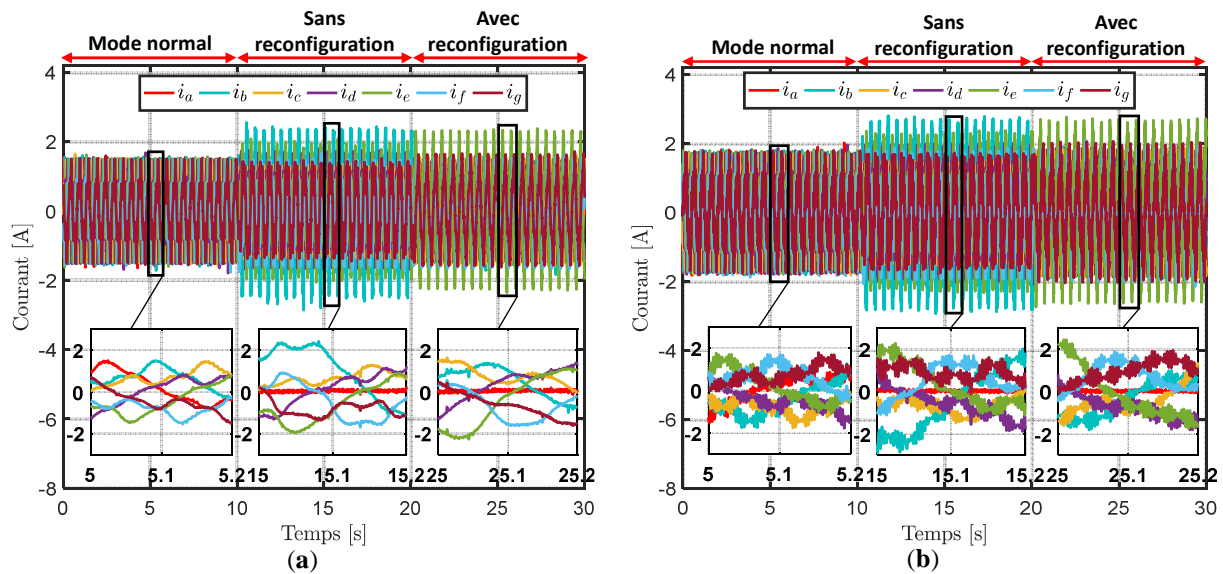 Mode normal
Sans
reconfiguration
Avec
reconfiguration
4
2
0
-2
-4
-6
-8
Courant [A]
i_a i_b i_c i_d i_e i_f i_g
2
0
-2
5 5.1 5.2
2
0
-2
15 15.1 15.2
2
0
-2
25 25.1 25.2
0 5 10 15 20 25 30
Temps [s]
(a)
Mode normal
Sans
reconfiguration
Avec
reconfiguration
4
2
0
-2
-4
-6
-8
Courant [A]
i_a i_b i_c i_d i_e i_f i_g
2
0
-2
5 5.1 5.2
2
0
-2
15 15.1 15.2
2
0
-2
25 25.1 25.2
0 5 10 15 20 25 30
Temps [s]
(b)